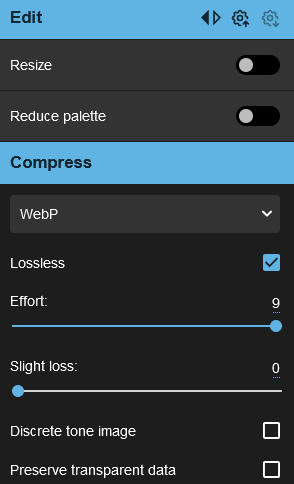 Edit
Resize
Reduce palette
Compress
WebP
Lossless
Effort: 9
Slight loss: 0
Discrete tone image
Preserve transparent data